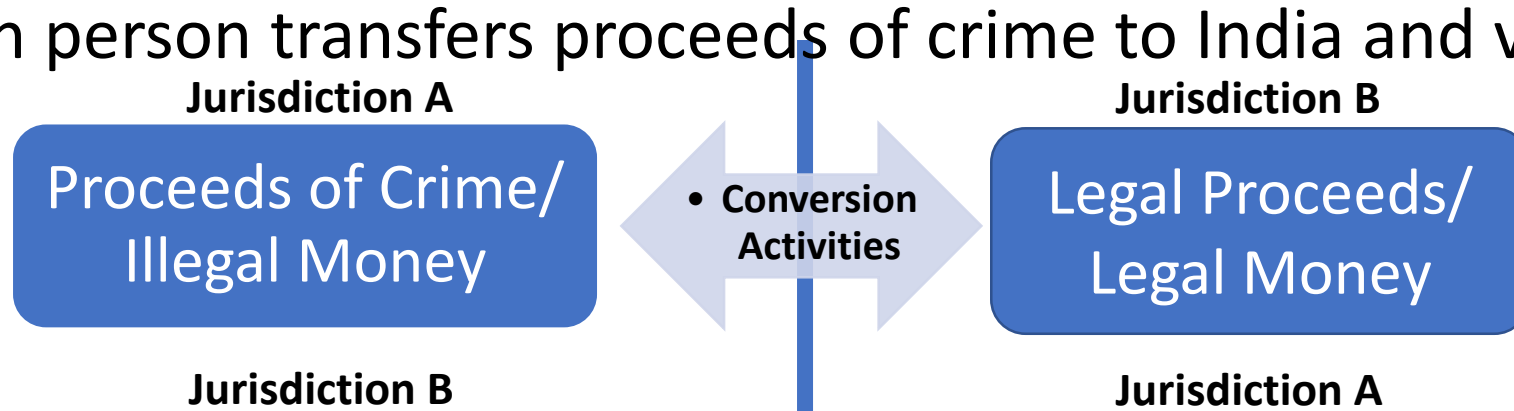 person transfers proceeds of crime to India and
Jurisdiction A
Jurisdiction B
Proceeds of Crime/
Illegal Money
• Conversion
Activities
Legal Proceeds/
Legal Money
Jurisdiction B
Jurisdiction A